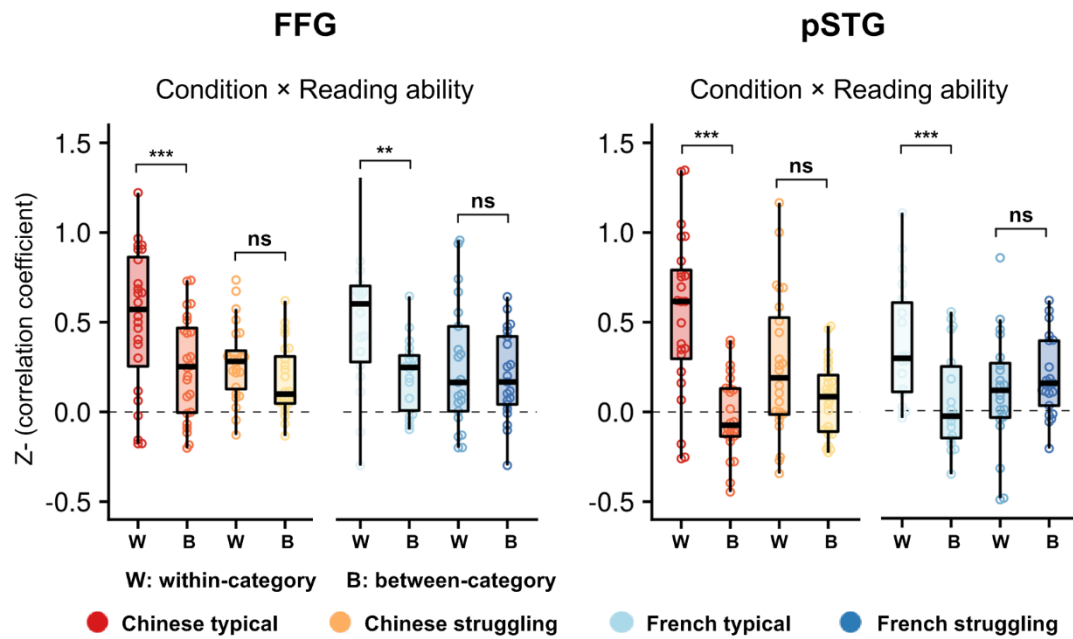 FFG
pSTG
Condition × Reading ability
Condition × Reading ability
Z- (correlation coefficient)
1.5
1.0
0.5
0.0
-0.5
***
ns
**
ns
W B W B
W B W B
1.5
1.0
0.5
0.0
-0.5
***
ns
***
ns
W B W B
W B W B
W: within-category
B: between-category
Chinese typical
Chinese struggling
French typical
French struggling